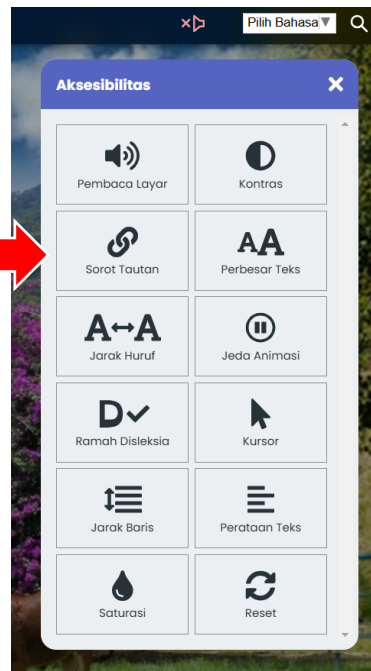 Pilih Bahasa
Aksesibilitas
Pembaca Layar
Kontras
Sorot Tautan
Perbesar Teks
Jarak Huruf
Jeda Animasi
Ramah Disleksia
Kursor
Jarak Baris
Perataan Teks
Saturasi
Reset